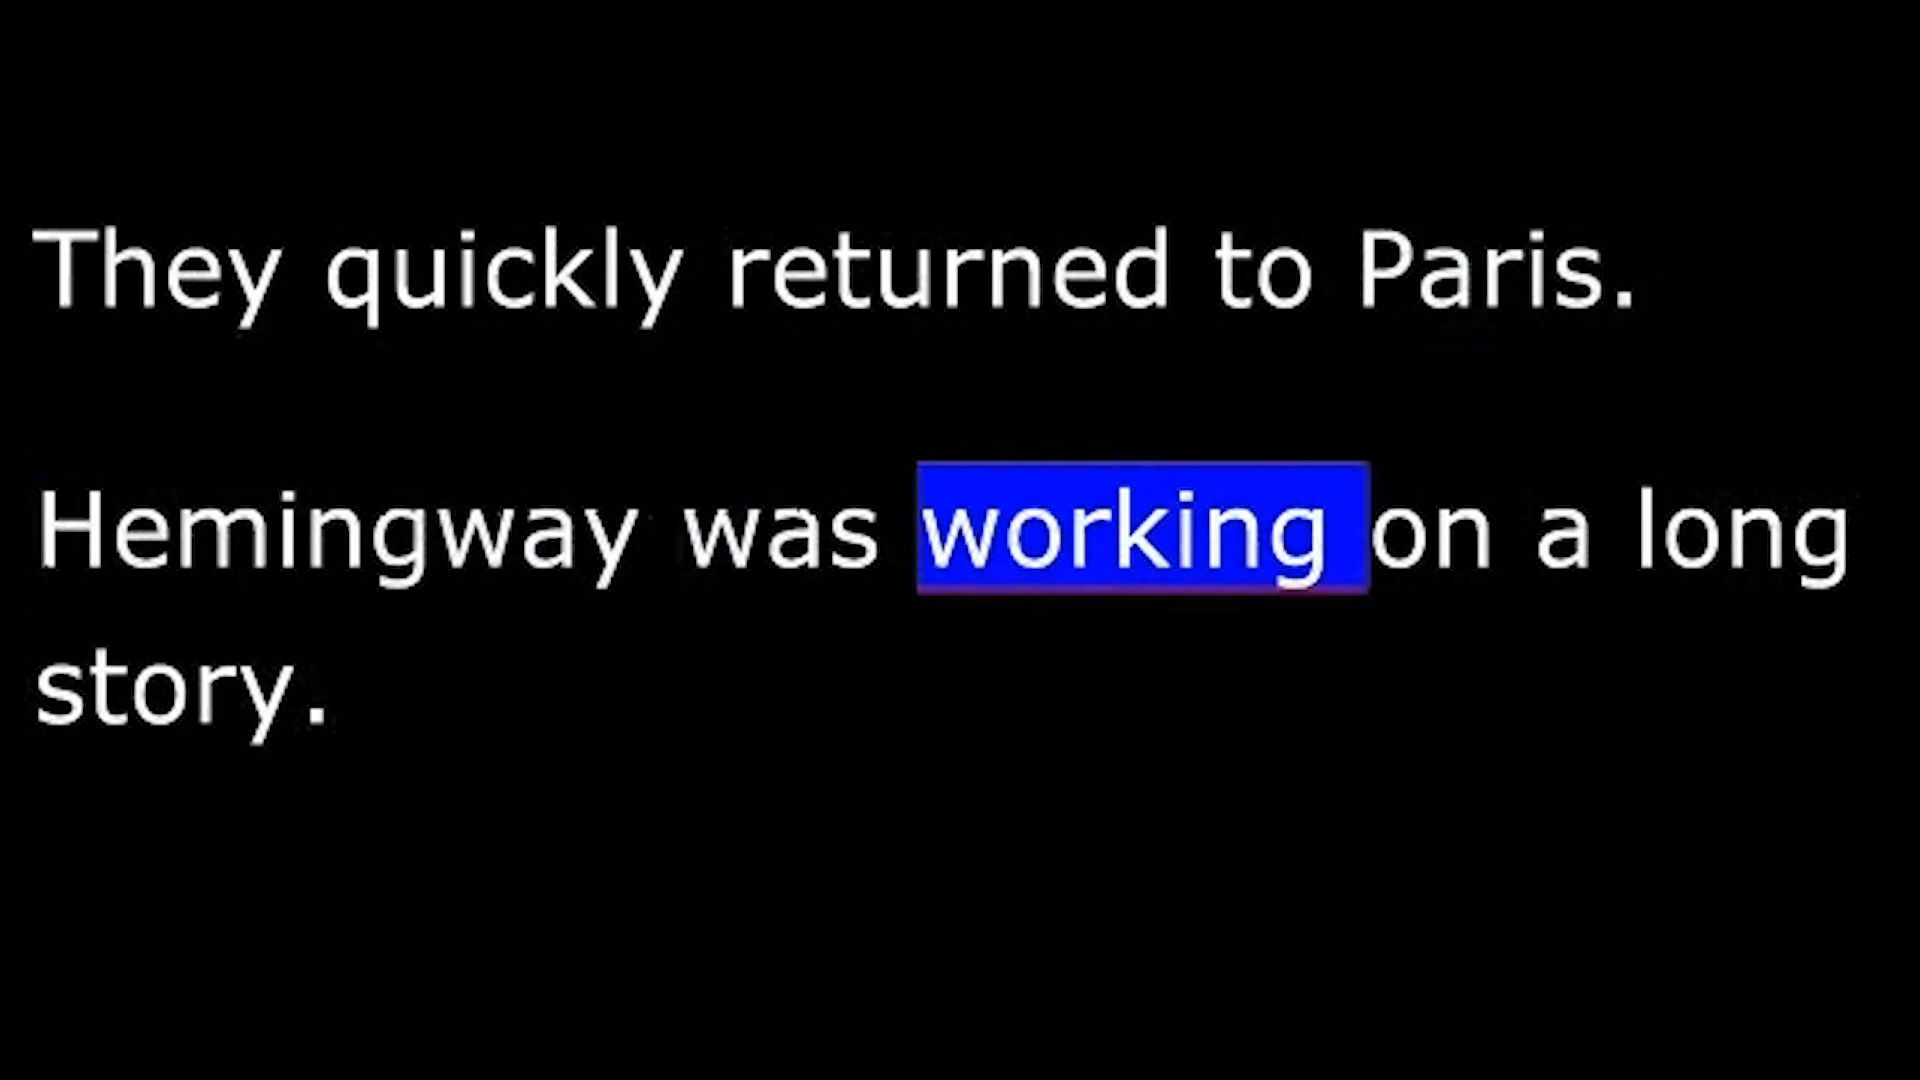 They quickly returned to Paris.
Hemingway was working on a long
story.